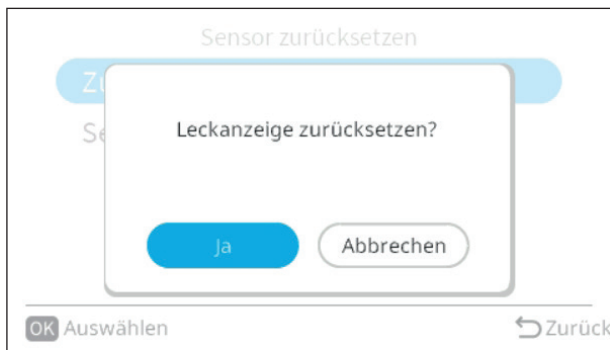 Sensor zurücksetzen
Leckanzeige zurücksetzen?
Ja
Abbrechen
OK Auswählen
Zurück